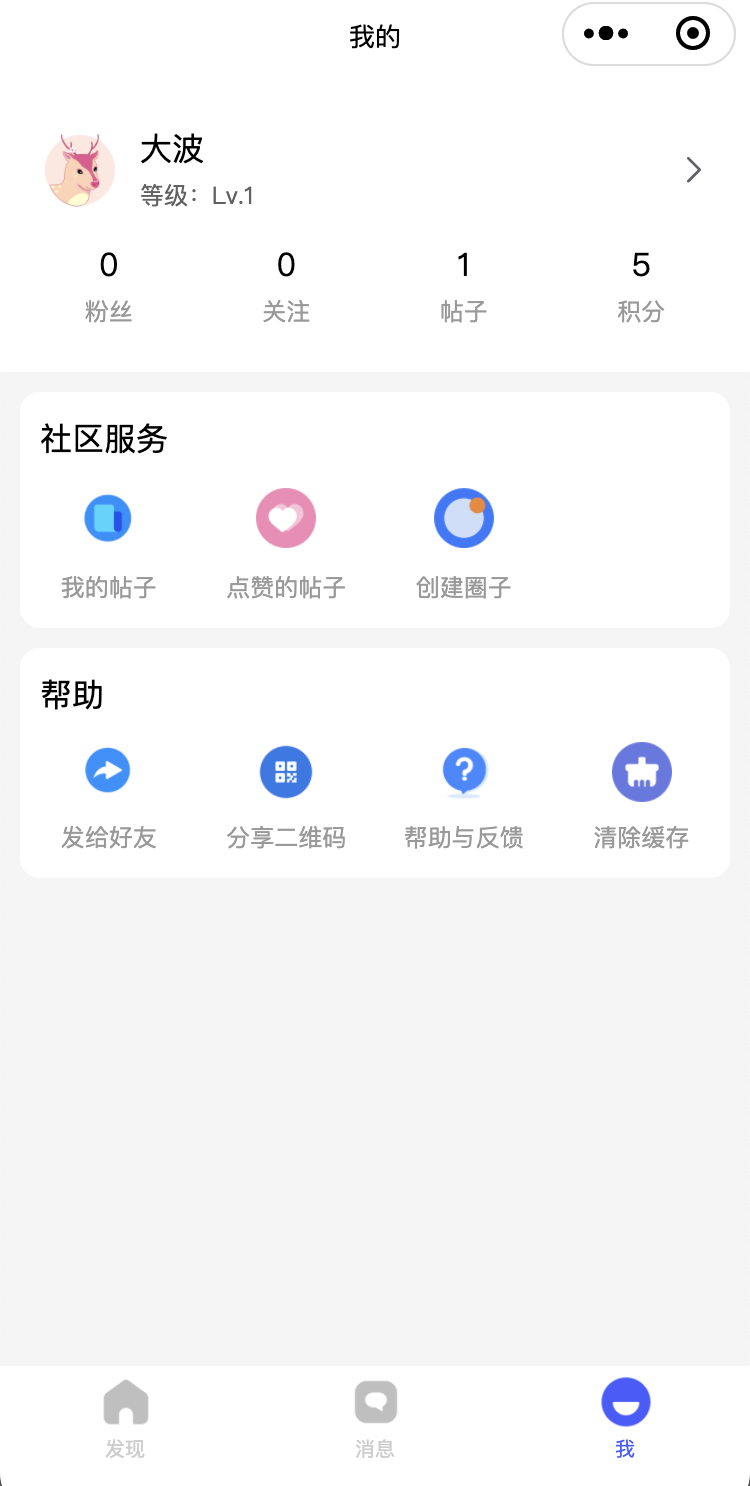 我的
大波
等级：Lv.1
0 0 1 5
粉丝 关注 帖子 积分
社区服务
我的帖子 点赞的帖子 创建圈子
帮助
发给好友 分享二维码 帮助与反馈 清除缓存
发现 消息 我